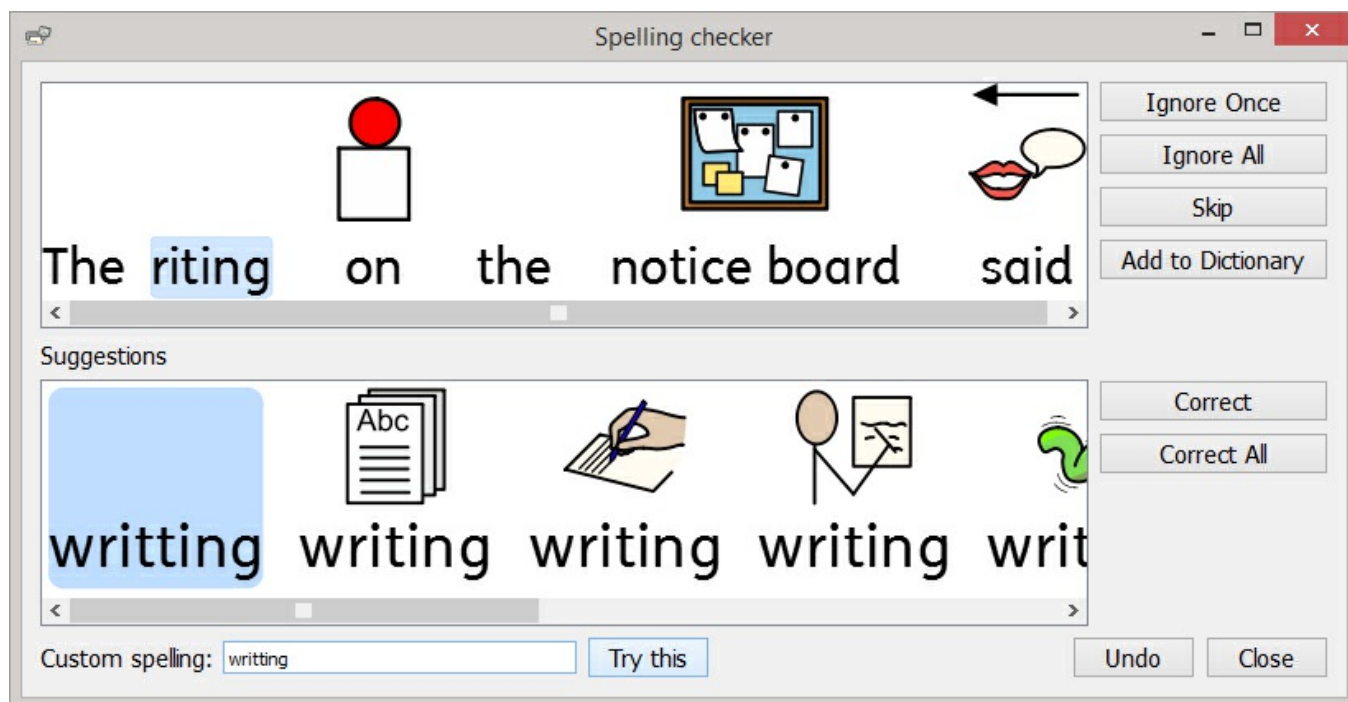 Spelling checker
The riting on the notice board said
Ignore Once
Ignore All
Skip
Add to Dictionary
Suggestions
Abc
writting writing writing writing writ
Correct
Correct All
Custom spelling: writting Try this Undo Close